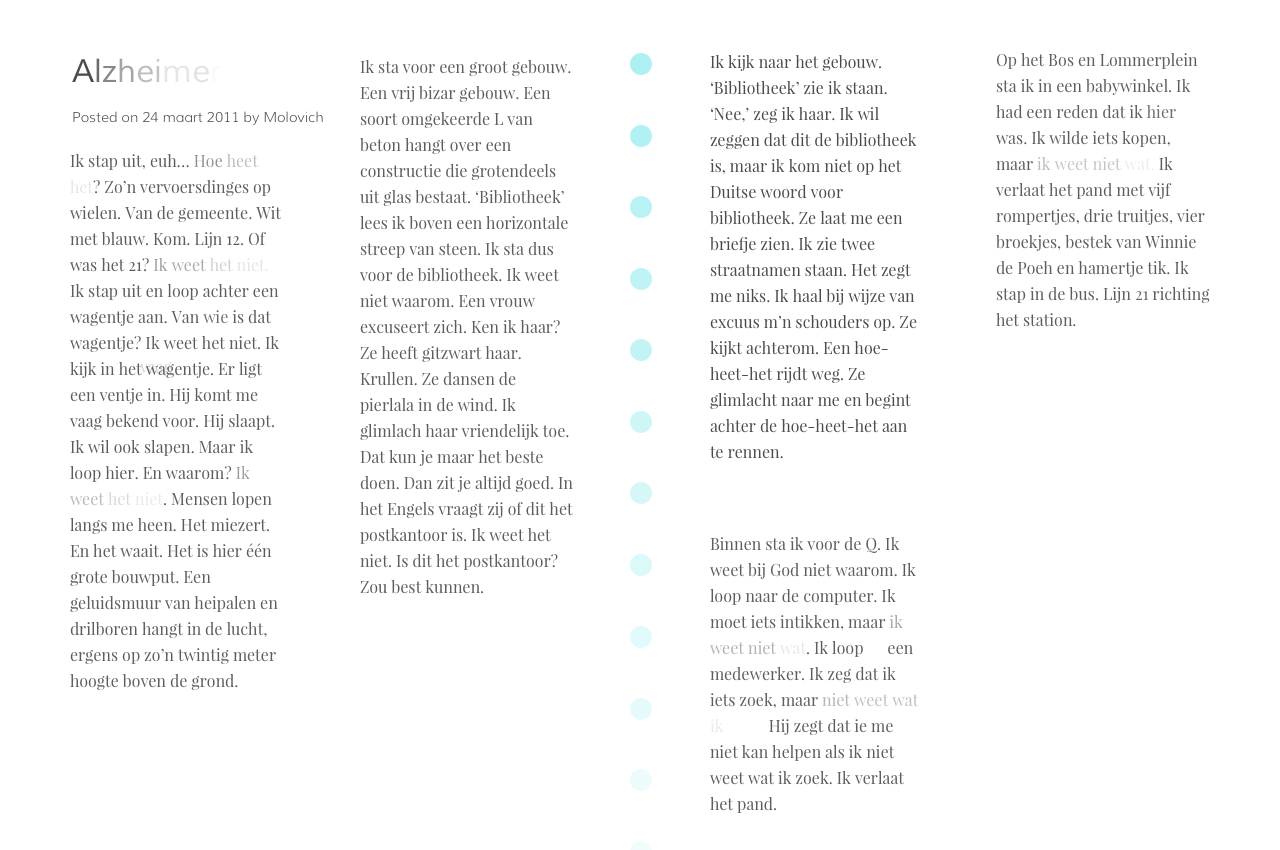 Alzheimer
Posted on 24 maart 2011 by Molovich
Ik stap uit, euh... Hoe heet
het? Zo’n vervoersdinges op
wielen. Van de gemeente. Wit
met blauw. Kom. Lijn 12. Of
was het 21? Ik weet het niet.
Ik stap uit en loop achter een
wagentje aan. Van wie is dat
wagentje? Ik weet het niet. Ik
kijk in het wagentje. Er ligt
een ventje in. Hij komt me
vaag bekend voor. Hij slaapt.
Ik wil ook slapen. Maar ik
loop hier. En waarom? Ik
weet het niet. Mensen lopen
langs me heen. Het miezert.
En het waait. Het is hier één
grote bouwput. Een
geluidsmuur van heipalen en
drilboren hangt in de lucht,
ergens op zo’n twintig meter
hoogte boven de grond.
Ik sta voor een groot gebouw.
Een vrij bizar gebouw. Een
soort omgekeerde L van
beton hangt over een
constructie die grotendeels
uit glas bestaat. ‘Bibliotheek’
lees ik boven een horizontale
streep van steen. Ik sta dus
voor de bibliotheek. Ik weet
niet waarom. Een vrouw
excuseert zich. Ken ik haar?
Ze heeft gitzwart haar.
Krullen. Ze dansen de
pierlala in de wind. Ik
glimlach haar vriendelijk toe.
Dat kun je maar het beste
doen. Dan zit je altijd goed. In
het Engels vraagt zij of dit het
postkantoor is. Ik weet het
niet. Is dit het postkantoor?
Zou best kunnen.
Ik kijk naar het gebouw.
‘Bibliotheek’ zie ik staan.
‘Nee,’ zeg ik haar. Ik wil
zeggen dat dit de bibliotheek
is, maar ik kom niet op het
Duitse woord voor
bibliotheek. Ze laat me een
briefje zien. Ik zie twee
straatnamen staan. Het zegt
me niks. Ik haal bij wijze van
excuus m’n schouders op. Ze
kijkt achterom. Een hoe-
heet-het rijdt weg. Ze
glimlacht naar me en begint
achter de hoe-heet-het aan
te rennen.
Binnen sta ik voor de Q. Ik
weet bij God niet waarom. Ik
loop naar de computer. Ik
moet iets intikken, maar ik
weet niet wat. Ik loop een
medewerker. Ik zeg dat ik
iets zoek, maar niet weet wat
ik Hij zegt dat ie me
niet kan helpen als ik niet
weet wat ik zoek. Ik verlaat
het pand.
Op het Bos en Lommerplein
sta ik in een babywinkel. Ik
had een reden dat ik hier
was. Ik wilde iets kopen,
maar ik weet niet wat. Ik
verlaat het pand met vijf
rompertjes, drie truitjes, vier
broekjes, bestek van Winnie
de Poeh en hamertje tik. Ik
stap in de bus. Lijn 21 richting
het station.